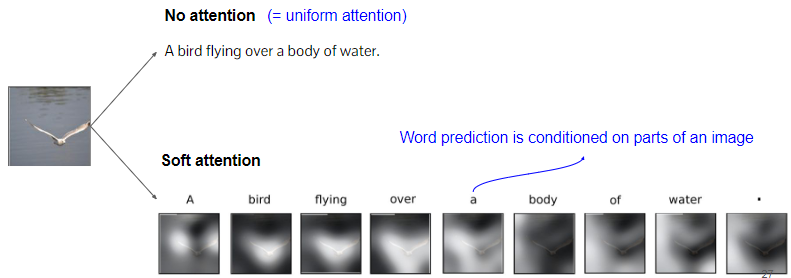 No attention (= uniform attention)
A bird flying over a body of water.
Word prediction is conditioned on parts of an image
Soft attention
A bird flying over a body of water .
27